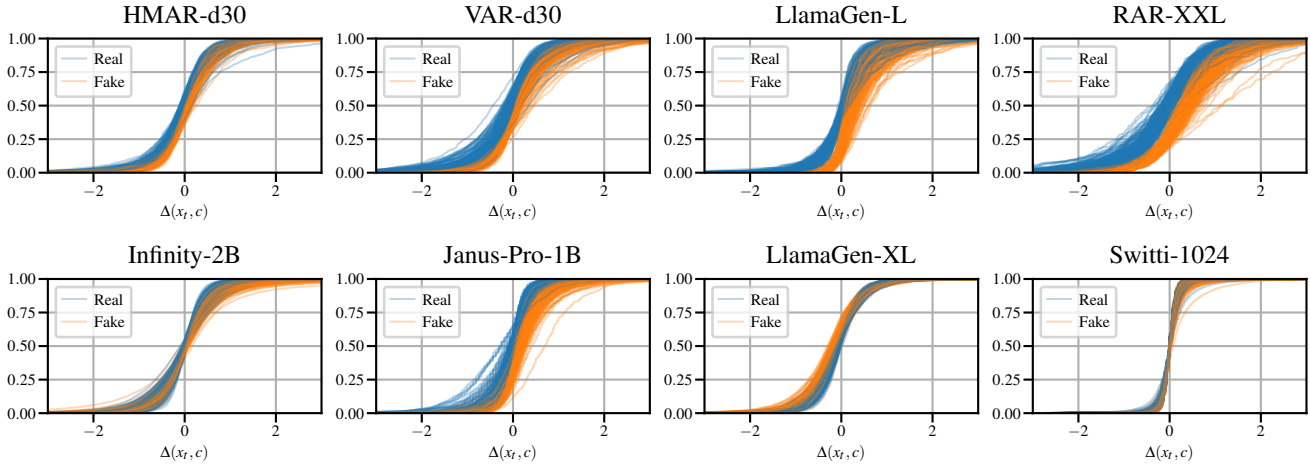 HMAR-d30
1.00
0.75
0.50
0.25
0.00
Real
Fake
−2
0
2
Δ(x_t, c)
VAR-d30
1.00
0.75
0.50
0.25
0.00
Real
Fake
−2
0
2
Δ(x_t, c)
LlamaGen-L
1.00
0.75
0.50
0.25
0.00
Real
Fake
−2
0
2
Δ(x_t, c)
RAR-XXL
1.00
0.75
0.50
0.25
0.00
Real
Fake
−2
0
2
Δ(x_t, c)
Infinity-2B
1.00
0.75
0.50
0.25
0.00
Real
Fake
−2
0
2
Δ(x_t, c)
Janus-Pro-1B
1.00
0.75
0.50
0.25
0.00
Real
Fake
−2
0
2
Δ(x_t, c)
LlamaGen-XL
1.00
0.75
0.50
0.25
0.00
Real
Fake
−2
0
2
Δ(x_t, c)
Switti-1024
1.00
0.75
0.50
0.25
0.00
Real
Fake
−2
0
2
Δ(x_t, c)